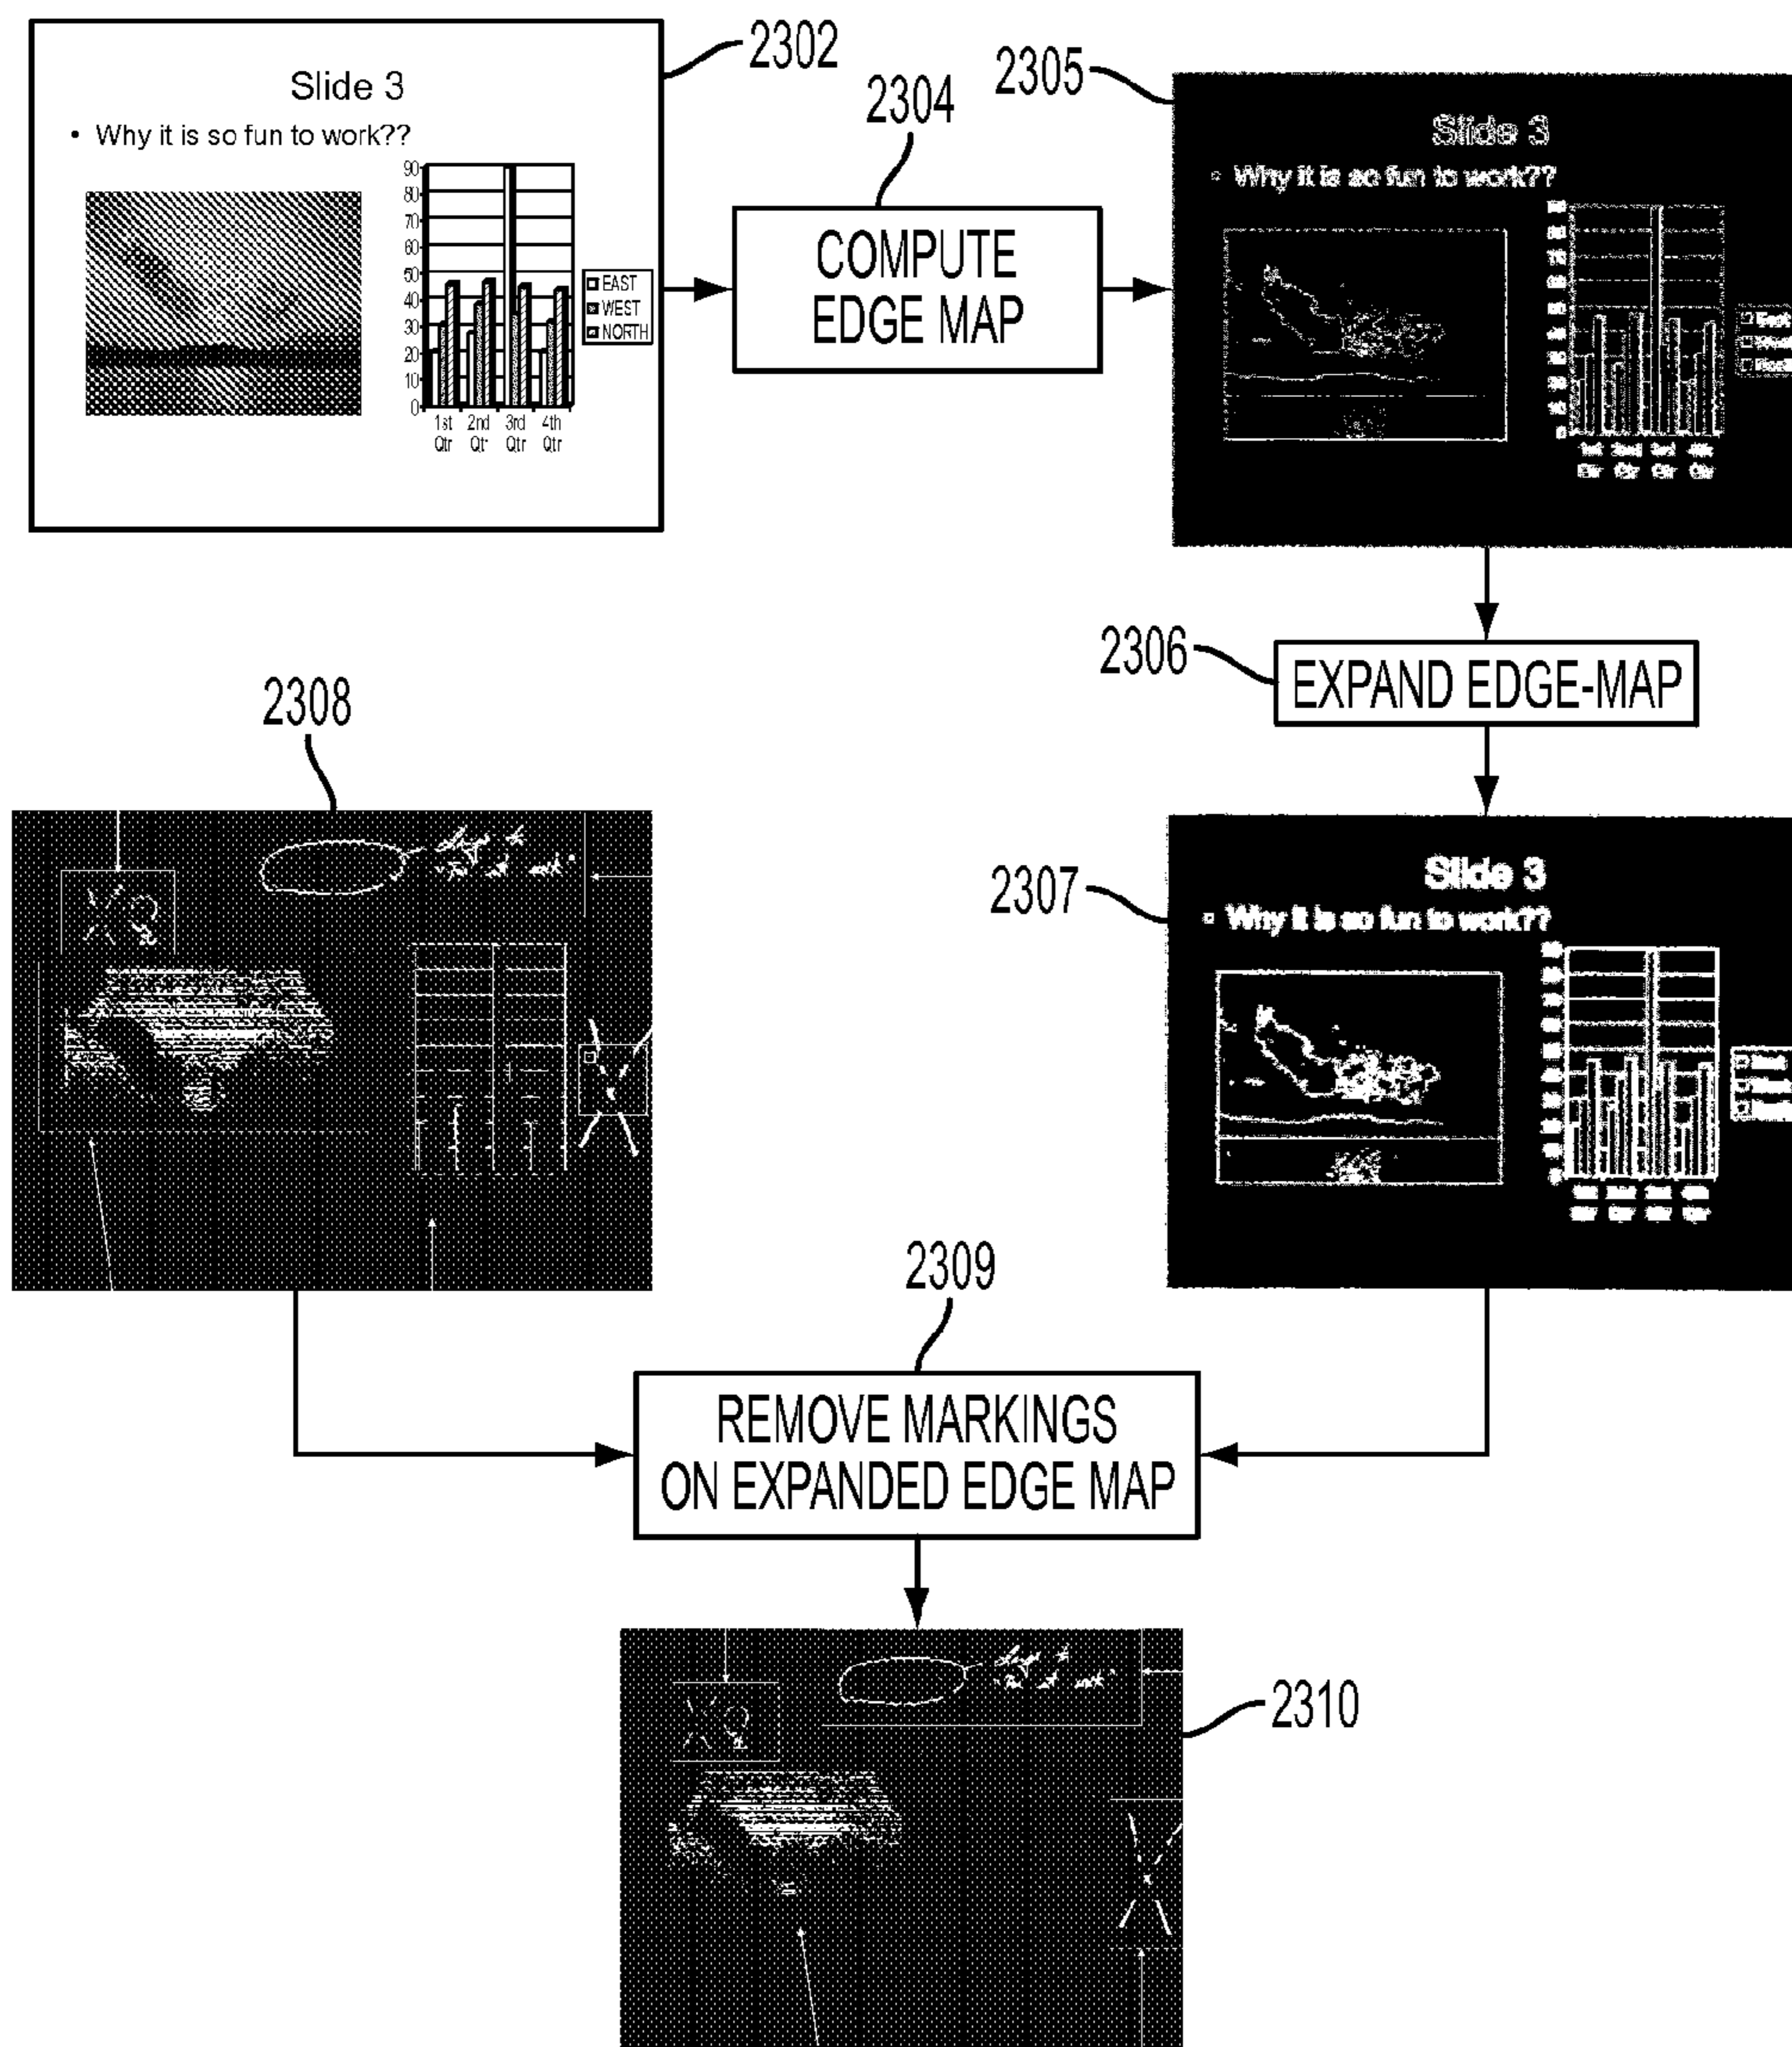 2302
Slide 3
• Why it is so fun to work??
90
80
70
60
50
40
30
20
10
0
1st Qtr
2nd Qtr
3rd Qtr
4th Qtr
EAST
WEST
NORTH
2304
COMPUTE
EDGE MAP
2305
Slide 3
Why it is so fun to work??
2306
EXPAND EDGE-MAP
2308
2307
Slide 3
Why it is so fun to work??
2309
REMOVE MARKINGS
ON EXPANDED EDGE MAP
2310